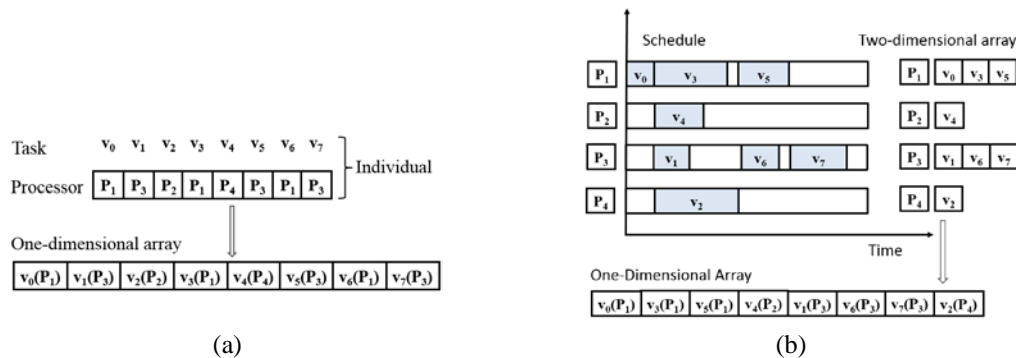 Task v₀ v₁ v₂ v₃ v₄ v₅ v₆ v₇
Processor P₁ P₃ P₂ P₁ P₄ P₃ P₁ P₃
Individual
One-dimensional array
v₀(P₁) v₁(P₃) v₂(P₂) v₃(P₁) v₄(P₄) v₅(P₃) v₆(P₁) v₇(P₃)
(a)
Schedule Two-dimensional array
P₁ v₀ v₃ v₅ P₁ v₀ v₃ v₅
P₂ v₄ P₂ v₄
P₃ v₁ v₆ v₇ P₃ v₁ v₆ v₇
P₄ v₂ P₄ v₂
Time
One-Dimensional Array
v₀(P₁) v₃(P₁) v₅(P₁) v₄(P₂) v₁(P₃) v₆(P₃) v₇(P₃) v₂(P₄)
(b)